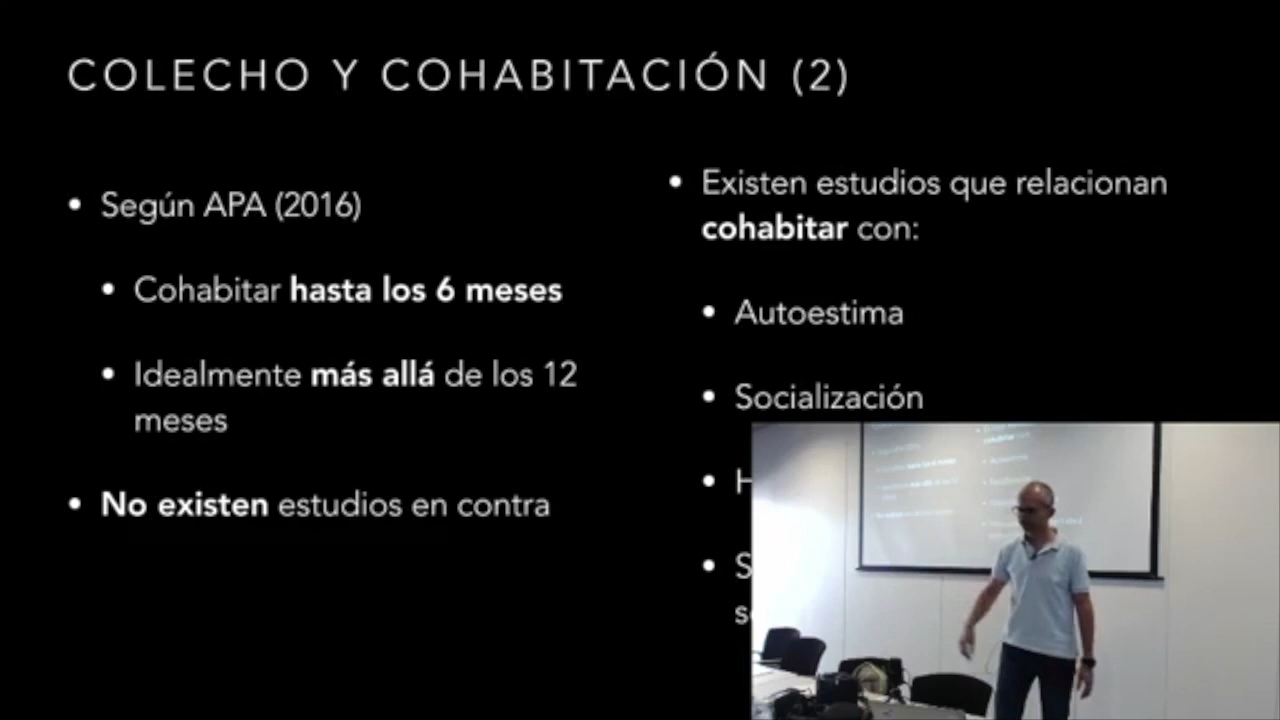 COLECHO Y COHABITACIÓN (2)
• Según APA (2016)
• Cohabitar hasta los 6 meses
• Idealmente más allá de los 12
meses
• No existen estudios en contra
• Existen estudios que relacionan
cohabitar con:
• Autoestima
• Socialización